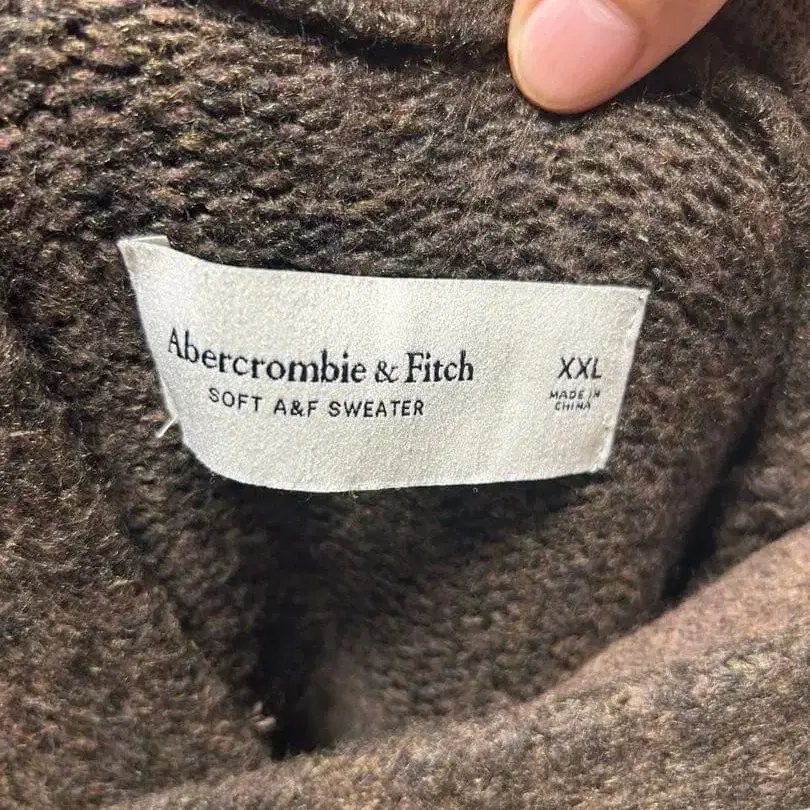 Abercrombie & Fitch
SOFT A&F SWEATER
XXL
MADE IN
CHINA